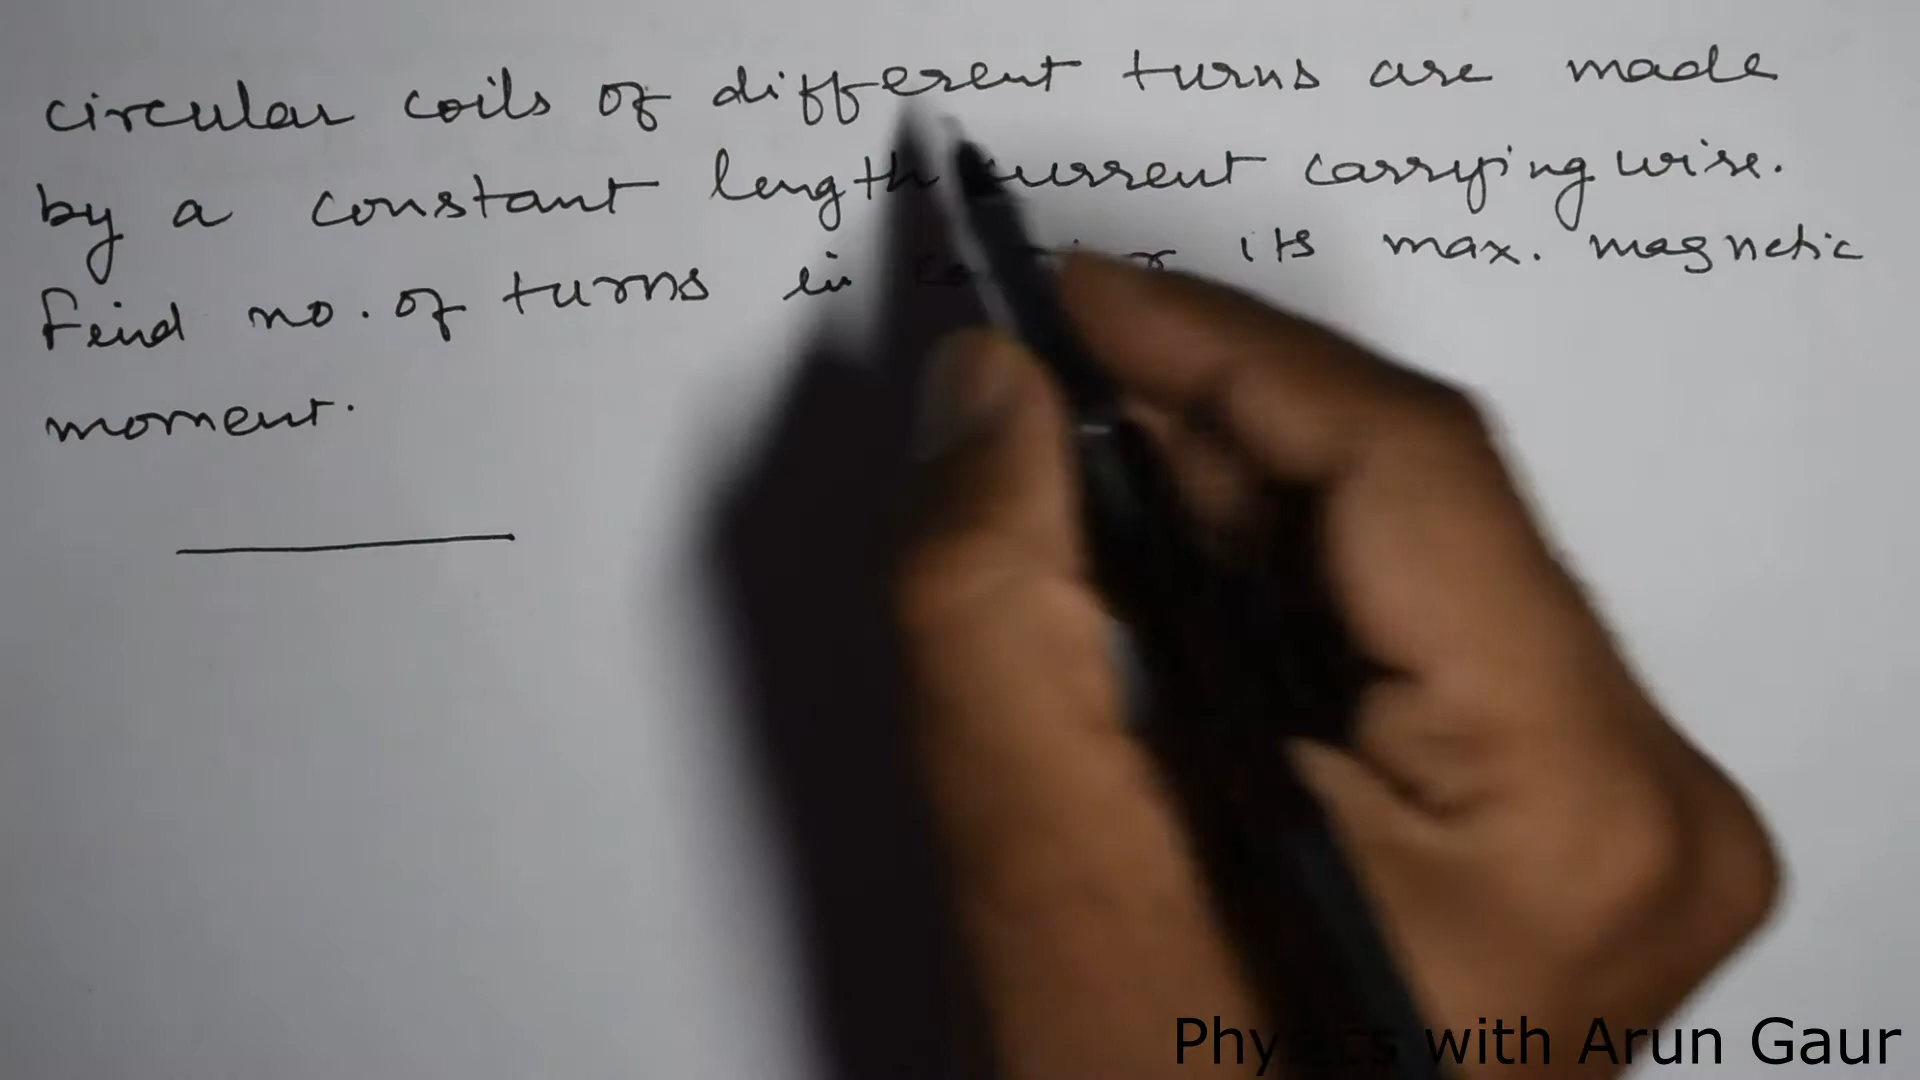 circular coils of different turns are made
by a constant length current carrying wire.
Find no. of turns in its max. magnetic
moment.
Physics with Arun Gaur